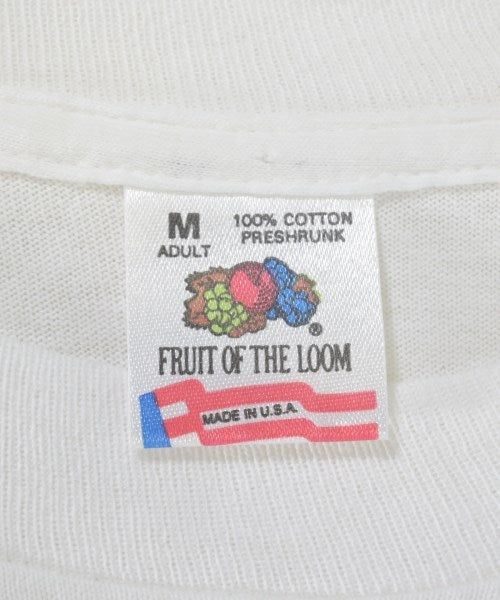 M
ADULT
100% COTTON
PRESHRUNK
®
FRUIT OF THE LOOM
MADE IN U.S.A.